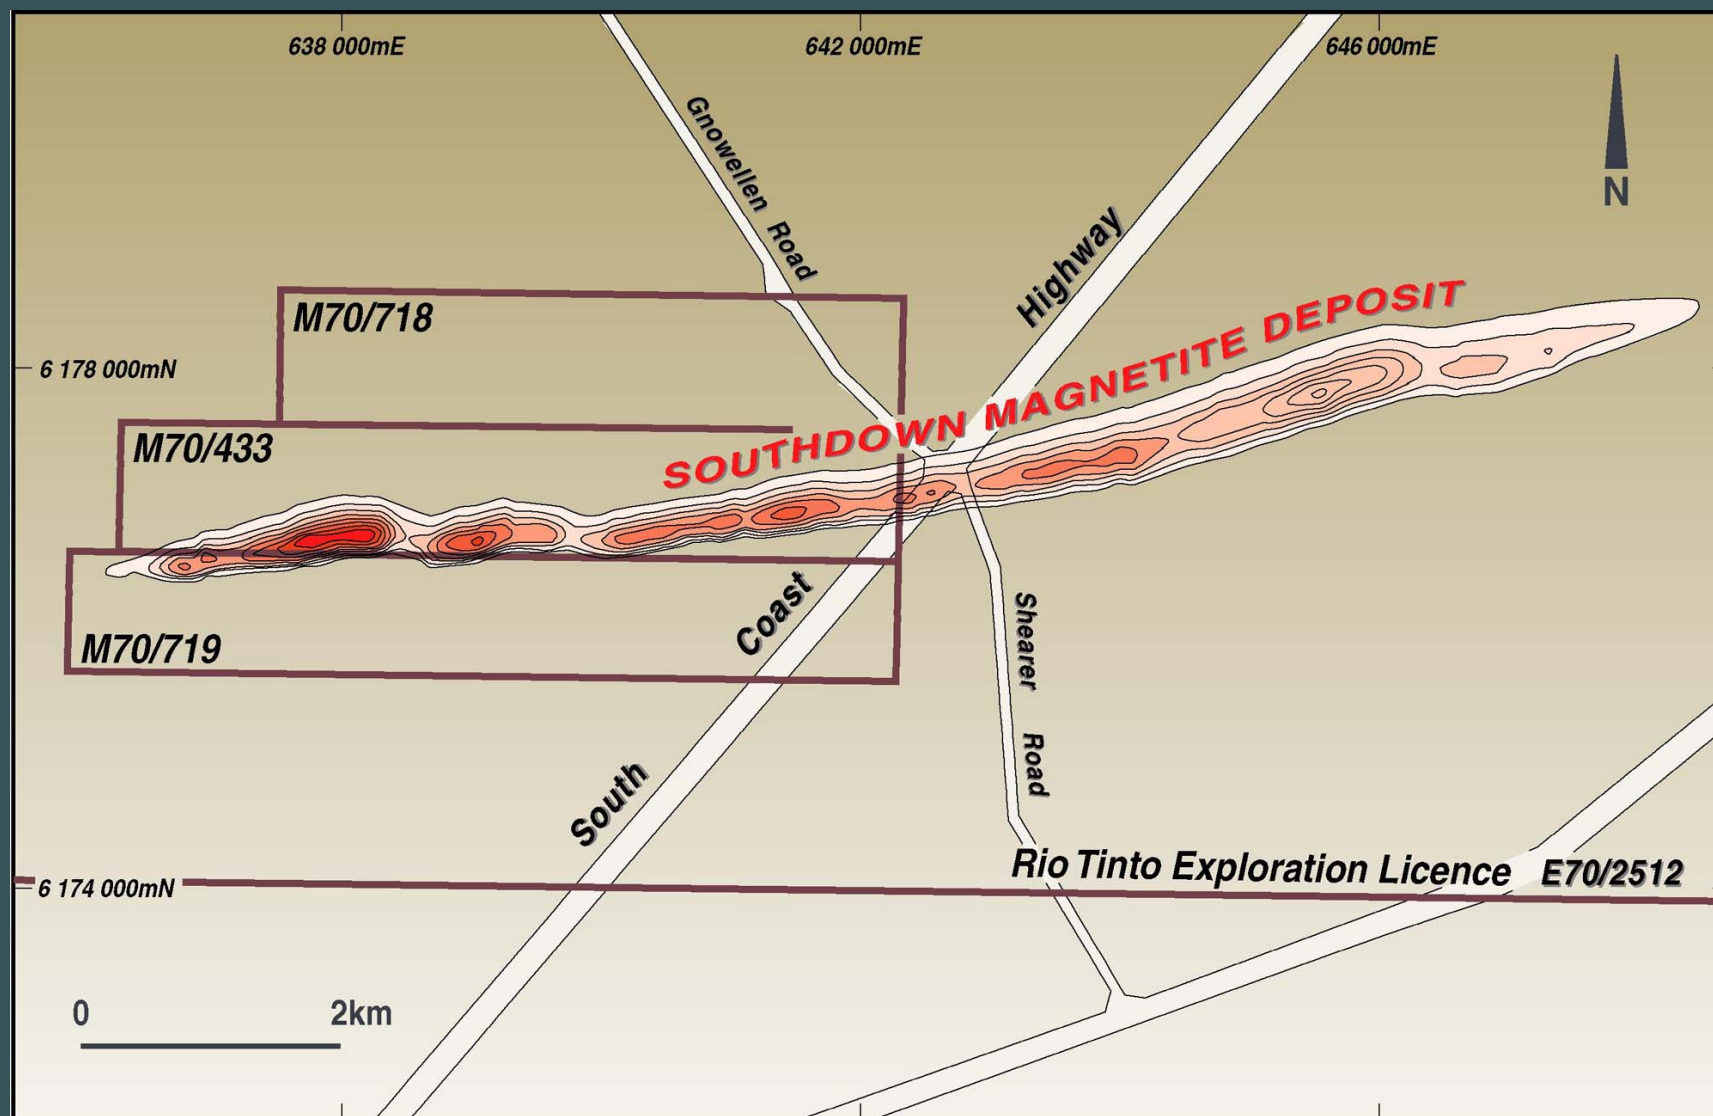 638 000mE
642 000mE
646 000mE
Gnowellen Road
Highway
N
M70/718
SOUTHDOWN MAGNETITE DEPOSIT
6 178 000mN
M70/433
Coast
Shearer Road
M70/719
South
Rio Tinto Exploration Licence E70/2512
6 174 000mN
0 2km